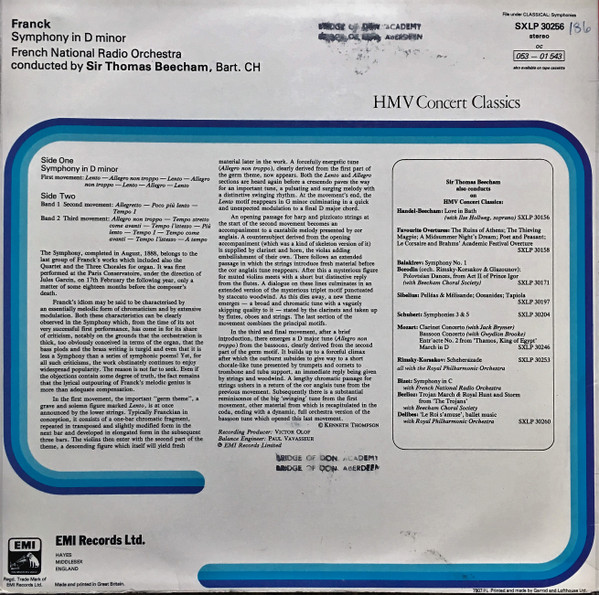 Franck
Symphony in D minor
French National Radio Orchestra
conducted by Sir Thomas Beecham, Bart. CH
BRIDGE OF DON ACADEMY
BRIDGE OF DON, ABERDEEN
File under CLASSICAL: Symphonies
SXLP 30256
186
stereo
OC
053 — 01 543
also available on tape cassette
HMV Concert Classics
Side One
Symphony in D minor
First movement: Lento — Allegro non troppo — Lento — Allegro
non troppo — Lento — Allegro — Lento
Side Two
Band 1 Second movement: Allegretto — Poco più lento —
Tempo I
Band 2 Third movement: Allegro non troppo — Tempo stretto
come avanti — Tempo l'istesso — Più
lento — Tempo I — Tempo come
avanti — Tempo l'istesso — A tempo
The Symphony, completed in August, 1888, belongs to the
last group of Franck's works which included also the
Quartet and the Three Chorales for organ. It was first
performed at the Paris Conservatoire, under the direction of
Jules Garcin, on 17th February the following year, only a
matter of some eighteen months before the composer's
death.
Franck's idiom may be said to be characterised by
an essentially melodic form of chromaticism and by extensive
modulation. Both these characteristics can be clearly
observed in the Symphony which, from the time of its not
very successful first performance, has come in for its share
of criticism, notably on the grounds that the orchestration is
thick, too obviously conceived in terms of the organ, that the
bass plods and the brass writing is turgid and even that it is
less a Symphony than a series of symphonic poems! Yet, for
all such criticisms, the work obstinately continues to enjoy
widespread popularity. The reason is not far to seek. Even if
the objections contain some degree of truth, the fact remains
that the lyrical outpouring of Franck's melodic genius is
more than adequate compensation.
In the first movement, the important “germ theme”, a
grave and solemn figure marked Lento, is at once
announced by the lower strings. Typically Franckian in
conception, it consists of a one-bar chromatic fragment,
repeated in transposed and slightly modified form in the
next bar and developed in elongated form in the subsequent
three bars. The violins then enter with the second part of the
theme, a descending figure which itself will yield fresh
material later in the work. A forcefully energetic tune
(Allegro non troppo), clearly derived from the first part of
the germ theme, now appears. Both the Lento and Allegro
sections are heard again before a crescendo paves the way
for an important tune, a pulsating and surging melody with
a distinctive swinging rhythm. At the movement's end, the
Lento motif reappears in G minor culminating in a quick
and unexpected modulation to a final D major chord.
An opening passage for harp and pizzicato strings at
the start of the second movement becomes an
accompaniment to a cantabile melody presented by cor
anglais. A countersubject derived from the opening
accompaniment (which was a kind of skeleton version of it)
is supplied by clarinet and horn, the violas adding
embellishment of their own. There follows an extended
passage in which the strings introduce fresh material before
the cor anglais tune reappears. After this a mysterious figure
for muted violins meets with a short but distinctive reply
from the flutes. A dialogue on these lines culminates in an
extended version of the mysterious triplet motif punctuated
by staccato woodwind. As this dies away, a new theme
emerges — a broad and chromatic tune with a vaguely
skipping quality to it — stated by the clarinets and taken up
by flutes, oboes and strings. The last section of the
movement combines the principal motifs.
In the third and final movement, after a brief
introduction, there emerges a D major tune (Allegro non
troppo) from bassoons, clearly derived from the second
part of the germ motif. It builds up to a forceful climax
after which the outburst subsides to give way to a short
chorale-like tune presented by trumpets and cornets to
trombone and tuba support, an immediate reply being given
by strings and woodwind. A lengthy chromatic passage for
strings ushers in a return of the cor anglais tune from the
previous movement. Subsequently there is a substantial
reminiscence of the big 'swinging' tune from the first
movement, other material from which is recapitulated in the
coda, ending with a dynamic, full orchestra version of the
bassoon tune which opened this last movement.
© KENNETH THOMPSON
Recording Producer: VICTOR OLOF
Balance Engineer: PAUL VAVASSEUR
℗ EMI Records Limited
BRIDGE OF DON ACADEMY
BRIDGE OF DON, ABERDEEN
Sir Thomas Beecham
also conducts
on
HMV Concert Classics:
Handel-Beecham: Love in Bath
(with Ilse Hollweg, soprano) SXLP 30156
Favourite Overtures: The Ruins of Athens; The Thieving
Magpie; A Midsummer Night's Dream; Poet and Peasant;
Le Corsaire and Brahms' Academic Festival Overture
SXLP 30158
Balakirev: Symphony No. 1
Borodin (orch. Rimsky-Korsakov & Glazounov):
Polovtsian Dances, from Act II of Prince Igor
(with Beecham Choral Society) SXLP 30171
Sibelius: Pelléas & Mélisande; Oceanides; Tapiola
SXLP 30197
Schubert: Symphonies 3 & 5 SXLP 30204
Mozart: Clarinet Concerto (with Jack Brymer)
Bassoon Concerto (with Gwydion Brooke)
Entr'acte No. 2 from 'Thamos, King of Egypt'
March in D SXLP 30246
Rimsky-Korsakov: Scheherazade SXLP 30253
all with the Royal Philharmonic Orchestra
Bizet: Symphony in C
with French National Radio Orchestra
Berlioz: Trojan March & Royal Hunt and Storm
from 'The Trojans'
with Beecham Choral Society
Delibes: 'Le Roi s'amuse', ballet music
with Royal Philharmonic Orchestra SXLP 30260
EMI
Regd. Trade Mark of
EMI Records Ltd.
EMI Records Ltd.
HAYES
MIDDLESEX
ENGLAND
Made and printed in Great Britain.
Printed and made by Garrod and Lofthouse Ltd.